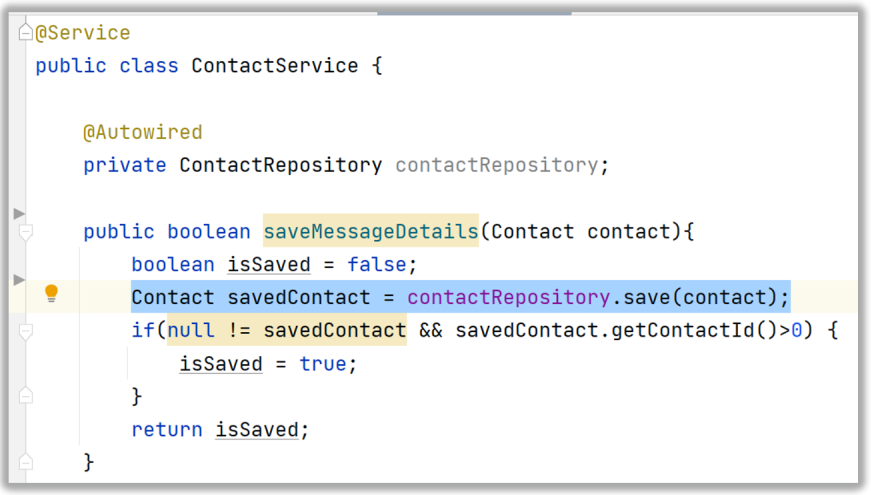 @Service
public class ContactService {
@Autowired
private ContactRepository contactRepository;
public boolean saveMessageDetails(Contact contact){
boolean isSaved = false;
Contact savedContact = contactRepository.save(contact);
if(null != savedContact && savedContact.getContactId()>0) {
isSaved = true;
}
return isSaved;
}